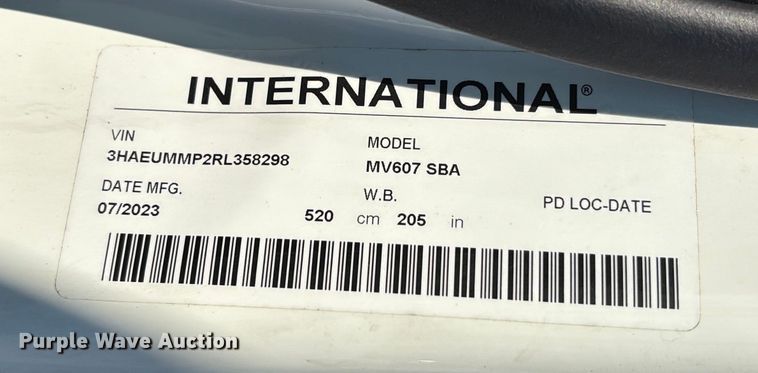 INTERNATIONAL®
VIN
3HAEUMMP2RL358298
MODEL
MV607 SBA
DATE MFG.
07/2023
W.B.
520 cm 205 in
PD LOC-DATE
Purple Wave Auction